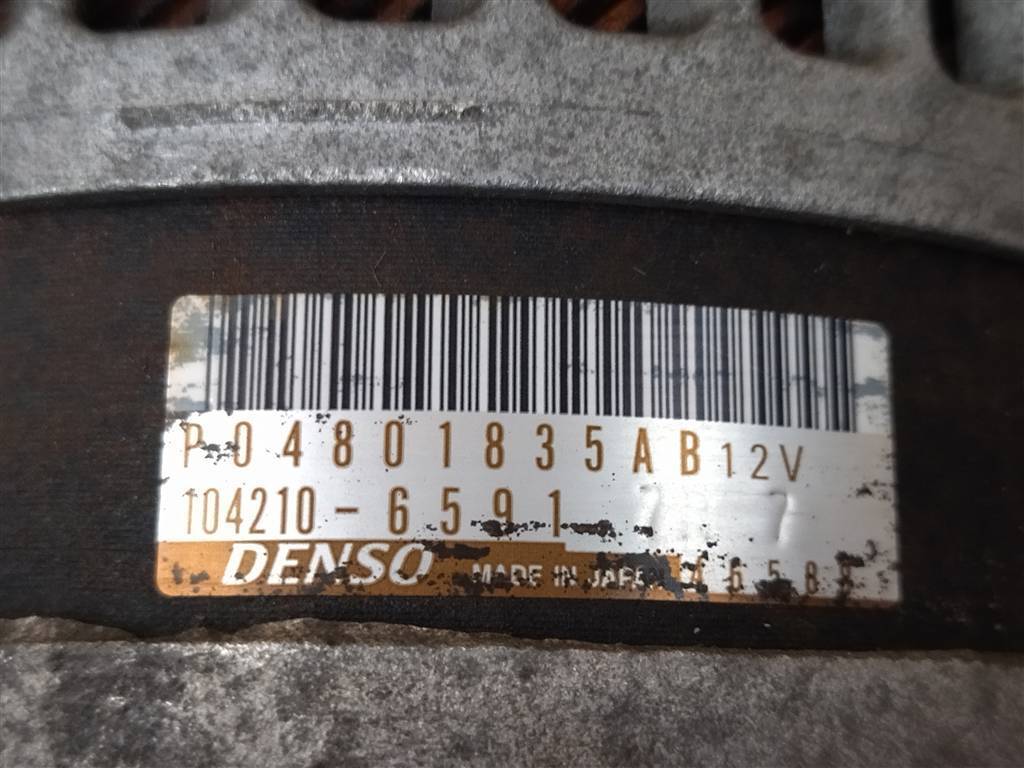 P04801835AB 12V
104210-6591
DENSO MADE IN JAPAN